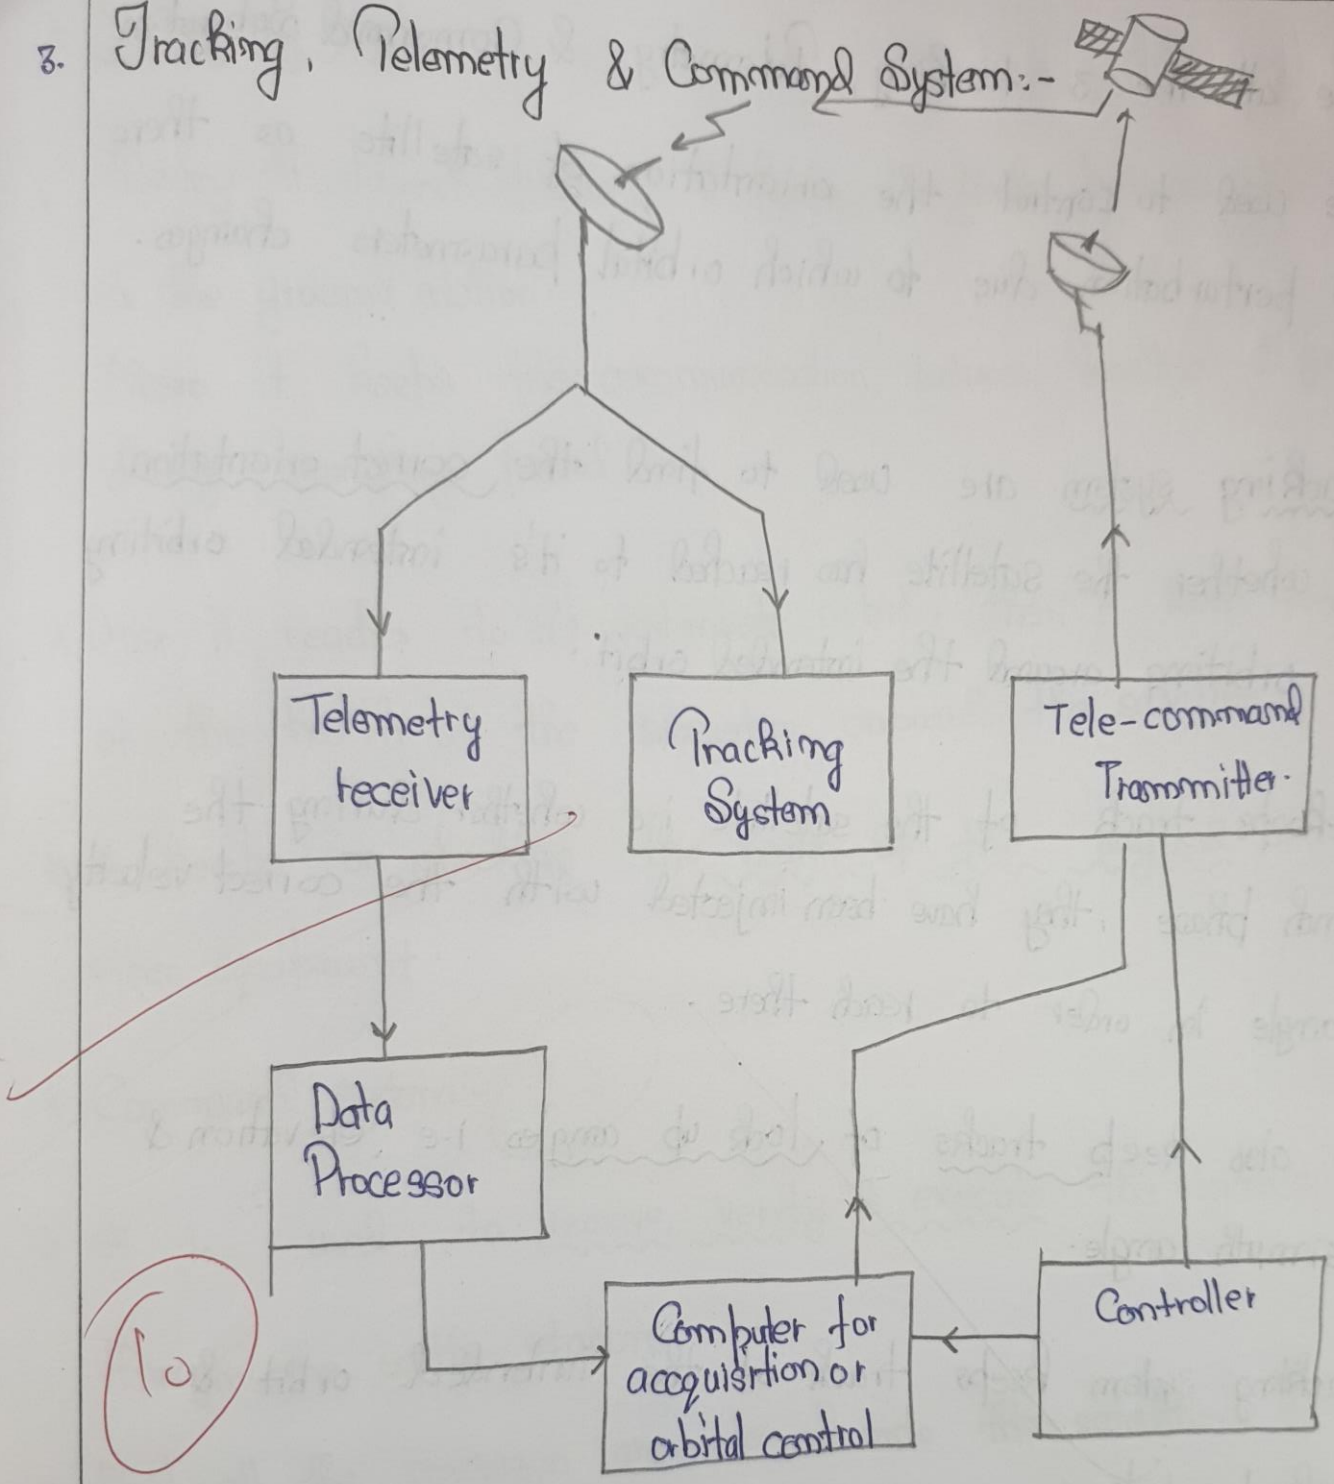 3. Tracking, Telemetry & Command System:-
Telemetry
receiver
Tracking
System
Tele-command
Trasmmitter.
Data
Processor
Computer for
accquisition or
orbital control
Controller
10